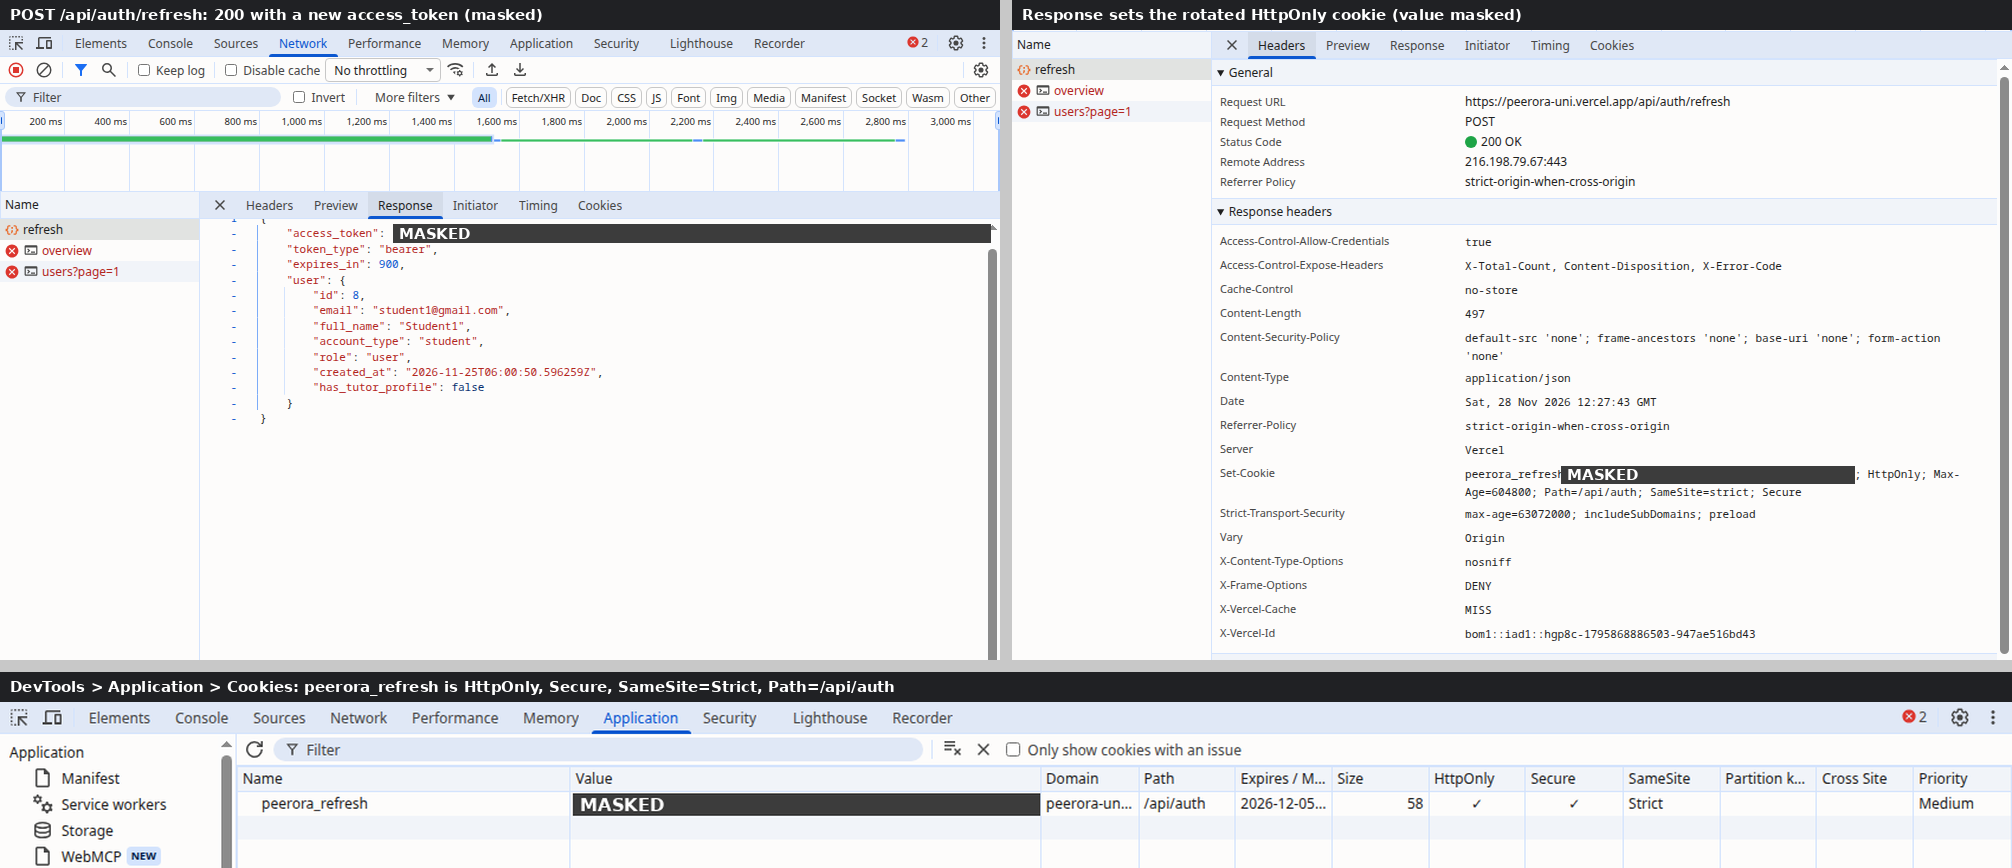 POST /api/auth/refresh: 200 with a new access_token (masked)
Elements Console Sources Network Performance Memory Application Security Lighthouse Recorder 2
Keep log Disable cache No throttling
Filter Invert More filters All Fetch/XHR Doc CSS JS Font Img Media Manifest Socket Wasm Other
200 ms 400 ms 600 ms 800 ms 1,000 ms 1,200 ms 1,400 ms 1,600 ms 1,800 ms 2,000 ms 2,200 ms 2,400 ms 2,600 ms 2,800 ms 3,000 ms
Name
refresh
overview
users?page=1
Headers Preview Response Initiator Timing Cookies
{
- "access_token": MASKED
- "token_type": "bearer",
- "expires_in": 900,
- "user": {
- "id": 8,
- "email": "student1@gmail.com",
- "full_name": "Student1",
- "account_type": "student",
- "role": "user",
- "created_at": "2026-11-25T06:00:50.596259Z",
- "has_tutor_profile": false
- }
- }
Response sets the rotated HttpOnly cookie (value masked)
Name
refresh
overview
users?page=1
Headers Preview Response Initiator Timing Cookies
General
Request URL https://peerora-uni.vercel.app/api/auth/refresh
Request Method POST
Status Code 200 OK
Remote Address 216.198.79.67:443
Referrer Policy strict-origin-when-cross-origin
Response headers
Access-Control-Allow-Credentials true
Access-Control-Expose-Headers X-Total-Count, Content-Disposition, X-Error-Code
Cache-Control no-store
Content-Length 497
Content-Security-Policy default-src 'none'; frame-ancestors 'none'; base-uri 'none'; form-action
'none'
Content-Type application/json
Date Sat, 28 Nov 2026 12:27:43 GMT
Referrer-Policy strict-origin-when-cross-origin
Server Vercel
Set-Cookie peerora_refresh MASKED ; HttpOnly; Max-
Age=604800; Path=/api/auth; SameSite=strict; Secure
Strict-Transport-Security max-age=63072000; includeSubDomains; preload
Vary Origin
X-Content-Type-Options nosniff
X-Frame-Options DENY
X-Vercel-Cache MISS
X-Vercel-Id bom1::iad1::hgp8c-1795868886503-947ae516bd43
DevTools > Application > Cookies: peerora_refresh is HttpOnly, Secure, SameSite=Strict, Path=/api/auth
Elements Console Sources Network Performance Memory Application Security Lighthouse Recorder 2
Application
Manifest
Service workers
Storage
WebMCP NEW
Filter Only show cookies with an issue
Name Value Domain Path Expires / M... Size HttpOnly Secure SameSite Partition k... Cross Site Priority
peerora_refresh MASKED peerora-un... /api/auth 2026-12-05... 58 ✓ ✓ Strict Medium